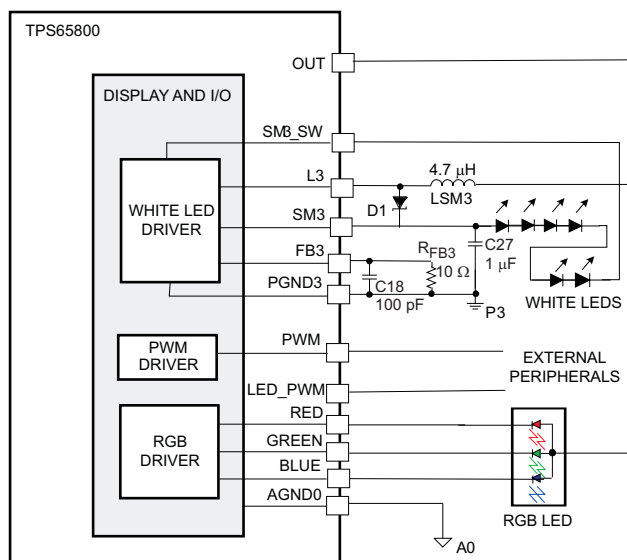 TPS65800
OUT
DISPLAY AND I/O
SM3_SW
4.7 μH
L3
LSM3
D1
WHITE LED
DRIVER
SM3
FB3
R_FB3
10 Ω
C27
1 μF
C18
100 pF
PGND3
P3
WHITE LEDS
PWM
DRIVER
PWM
EXTERNAL
PERIPHERALS
LED_PWM
RED
RGB
DRIVER
GREEN
BLUE
AGND0
RGB LED
A0